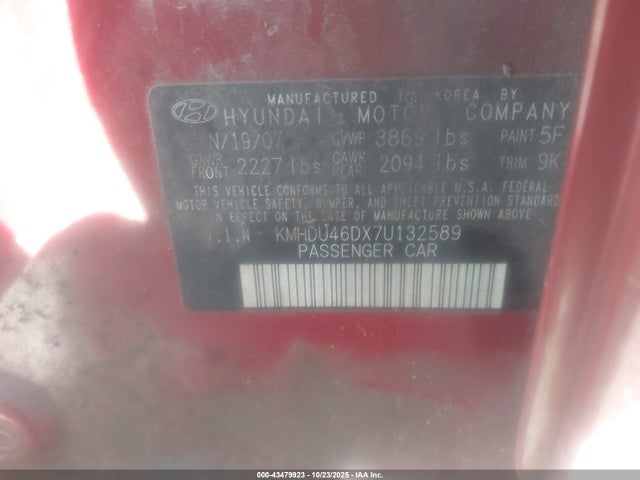 MANUFACTURED IN KOREA BY
HYUNDAI MOTOR COMPANY
N/19/07 GVWR 3869 lbs PAINT 5F
GAWR FRONT 2227 lbs GAWR REAR 2094 lbs TRIM 9K
THIS VEHICLE CONFORMS TO ALL APPLICABLE U.S.A. FEDERAL
MOTOR VEHICLE SAFETY, BUMPER, AND THEFT PREVENTION STANDARDS
IN EFFECT ON THE DATE OF MANUFACTURE SHOWN ABOVE.
V.I.N KMHDU46DX7U132589
PASSENGER CAR
000-43479923 - 10/23/2025 - IAA Inc.